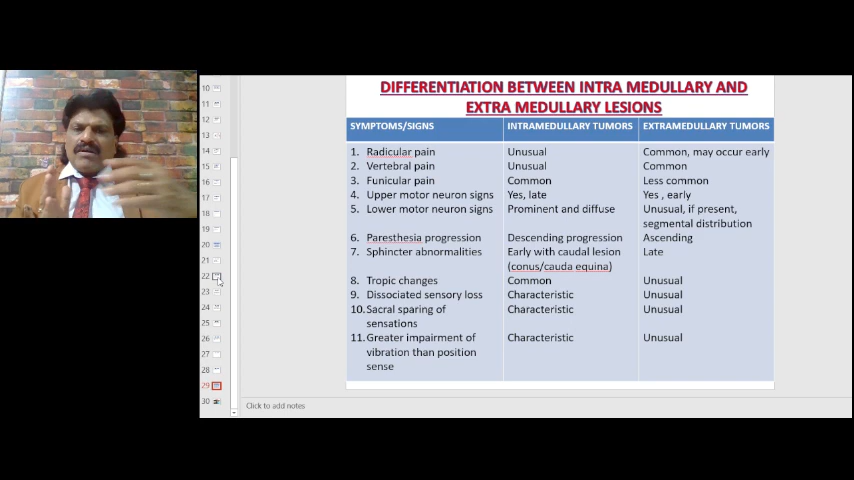 10
11
12
13
14
15
16
17
18
19
20
21
22
23
24
25
26
27
28
29
30
DIFFERENTIATION BETWEEN INTRA MEDULLARY AND
EXTRA MEDULLARY LESIONS
SYMPTOMS/SIGNS INTRAMEDULLARY TUMORS EXTRAMEDULLARY TUMORS
1. Radicular pain Unusual Common, may occur early
2. Vertebral pain Unusual Common
3. Funicular pain Common Less common
4. Upper motor neuron signs Yes, late Yes , early
5. Lower motor neuron signs Prominent and diffuse Unusual, if present,
segmental distribution
6. Paresthesia progression Descending progression Ascending
7. Sphincter abnormalities Early with caudal lesion Late
(conus/cauda equina)
8. Tropic changes Common Unusual
9. Dissociated sensory loss Characteristic Unusual
10. Sacral sparing of Characteristic Unusual
sensations
11. Greater impairment of Characteristic Unusual
vibration than position
sense
Click to add notes